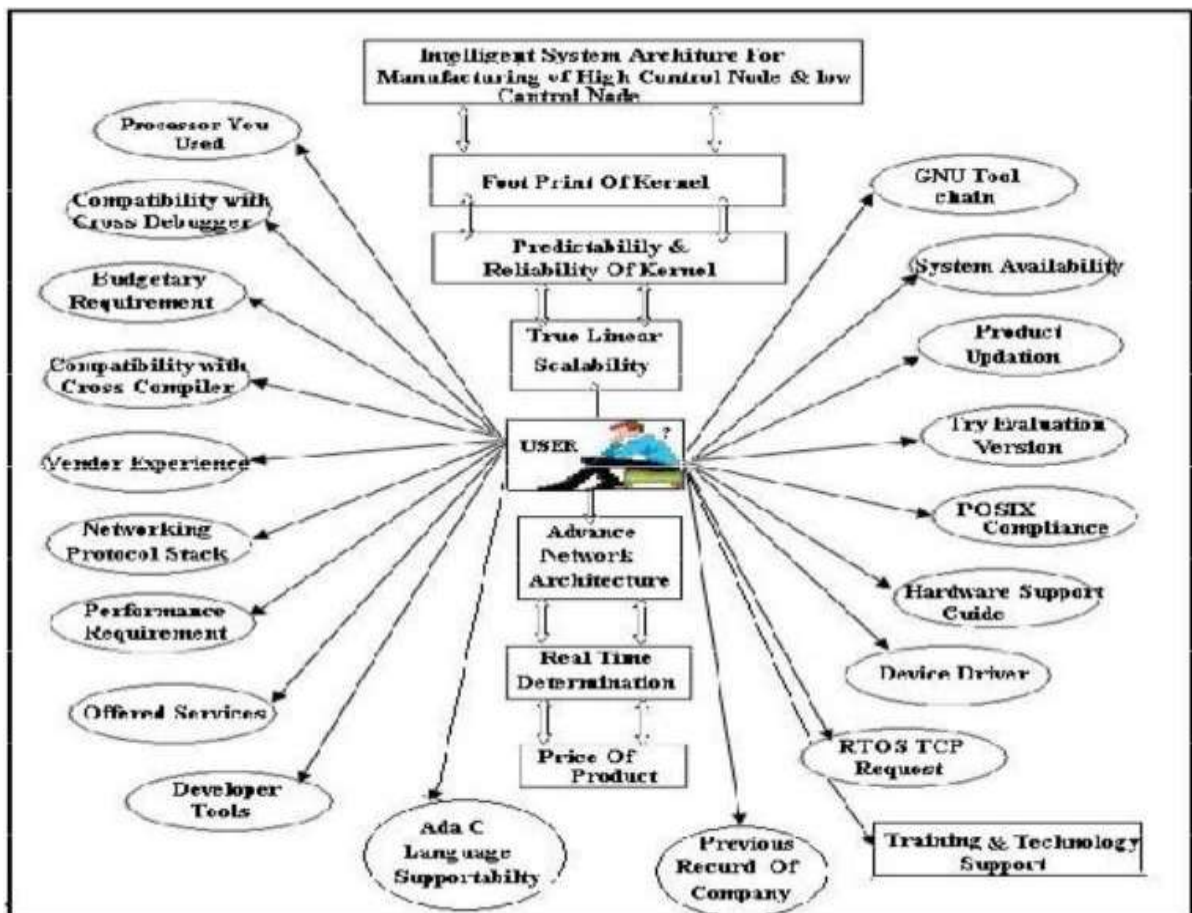 Intelligent System Architure For
Manufacturing of High Control Node & low
Control Node
Processor You
Used
Foot Print Of Kernel
GNU Tool
chain
Compatibility with
Cross Debugger
Predictability &
Reliability Of Kernel
System Availability
Budgetary
Requirement
True Linear
Scalability
Product
Updation
Compatibility with
Cross Compiler
USER ?
Try Evaluation
Version
Vendor Experience
POSIX
Compliance
Networking
Protocol Stack
Advance
Network
Architecture
Hardware Support
Guide
Performance
Requirement
Real Time
Determination
Device Driver
Offered Services
Price Of
Product
RTOS TCP
Request
Developer
Tools
Ada C
Language
Supportabilty
Previous
Record Of
Company
Training & Technology
Support